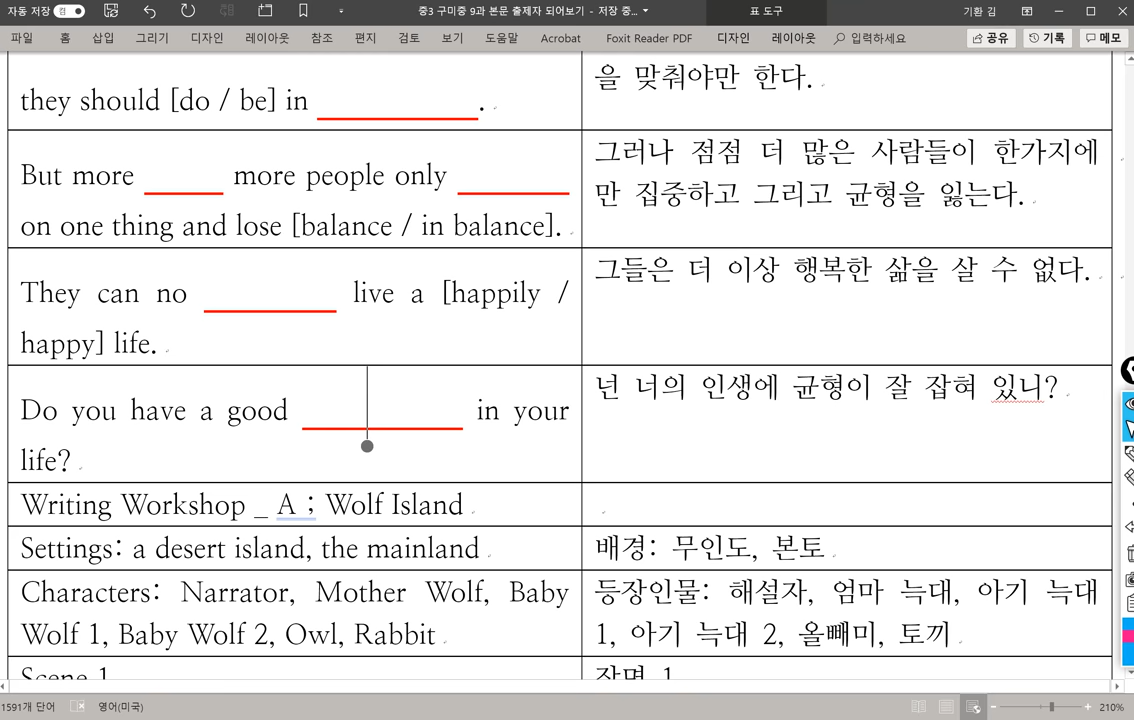 자동 저장 켬 중3 구미중 9과 본문 출제자 되어보기 - 저장 중... 표 도구 기환 김
파일 홈 삽입 그리기 디자인 레이아웃 참조 편지 검토 보기 도움말 Acrobat Foxit Reader PDF 디자인 레이아웃 입력하세요 공유 기록 메모
they should [do / be] in .
을 맞춰야만 한다.
But more more people only
on one thing and lose [balance / in balance].
그러나 점점 더 많은 사람들이 한가지에
만 집중하고 그리고 균형을 잃는다.
They can no live a [happily /
happy] life.
그들은 더 이상 행복한 삶을 살 수 없다.
Do you have a good in your
life?
넌 너의 인생에 균형이 잘 잡혀 있니?
Writing Workshop _ A ; Wolf Island
Settings: a desert island, the mainland
배경: 무인도, 본토
Characters: Narrator, Mother Wolf, Baby
Wolf 1, Baby Wolf 2, Owl, Rabbit
등장인물: 해설자, 엄마 늑대, 아기 늑대
1, 아기 늑대 2, 올빼미, 토끼
Scene 1
장면 1
1591개 단어 영어(미국) 210%